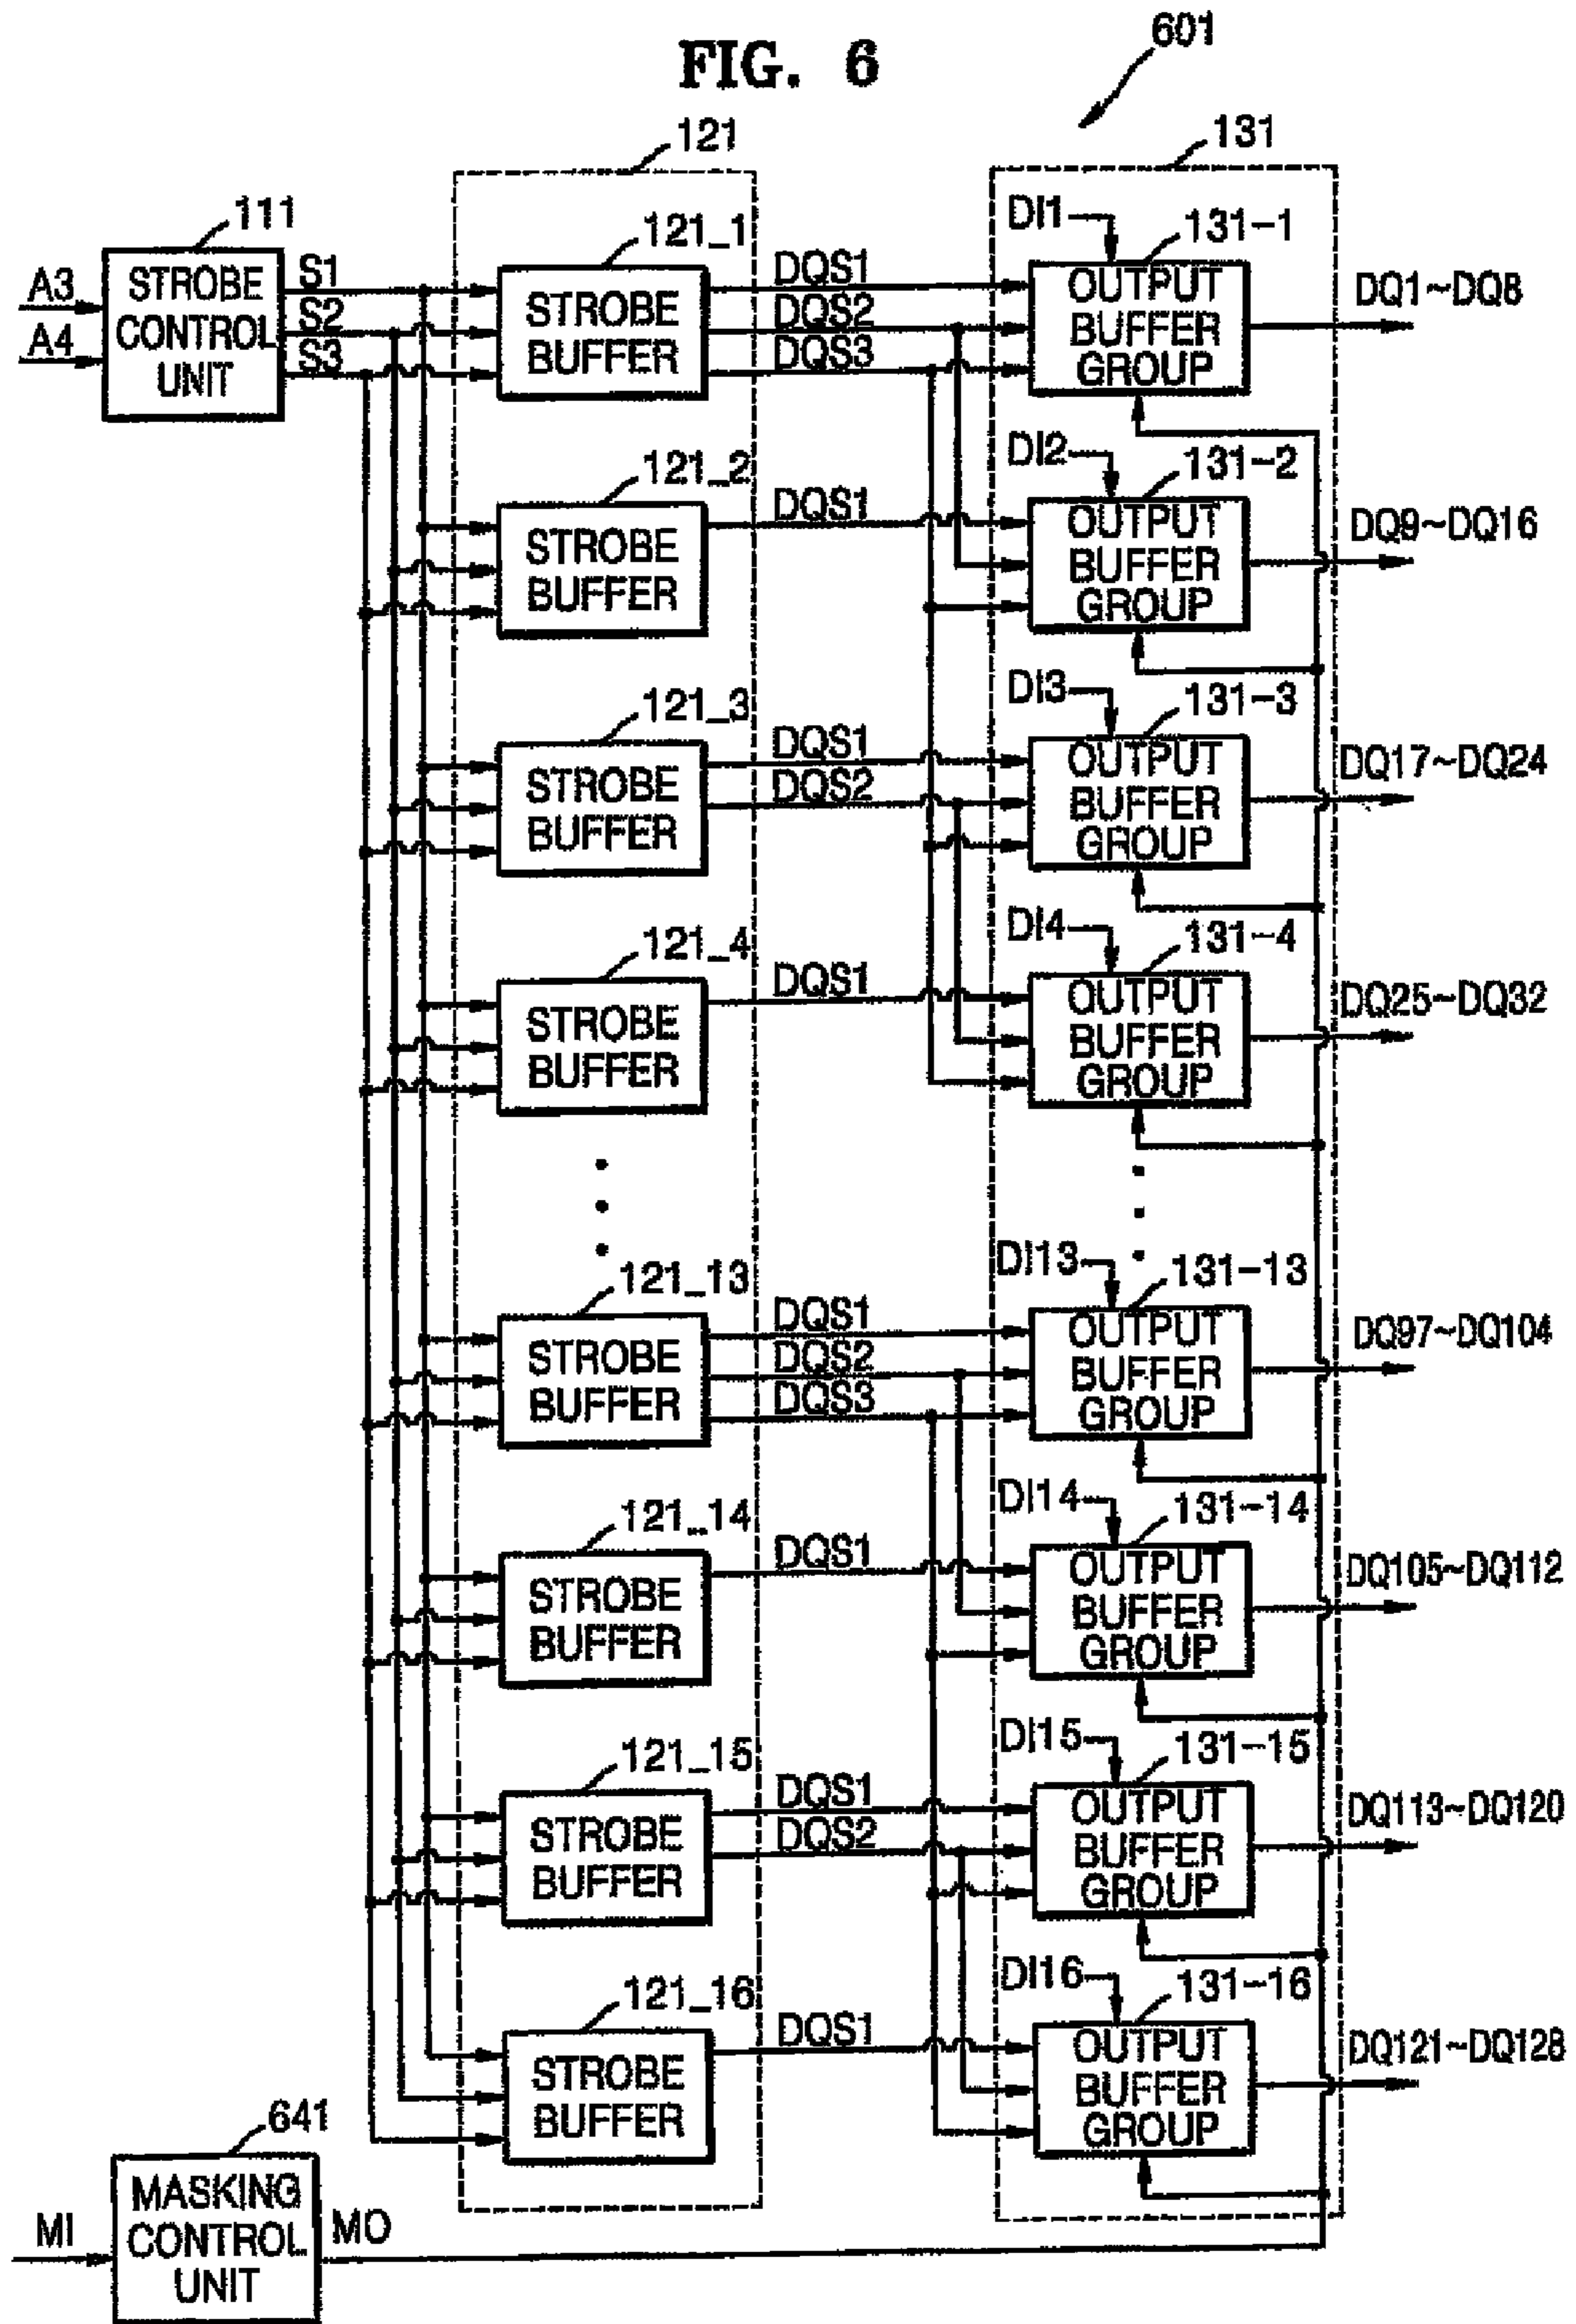 FIG. 6
601
121
131
111
STROBE
CONTROL
UNIT
A3
A4
S1
S2
S3
121_1
STROBE
BUFFER
DQS1
DQS2
DQS3
DI1
131-1
OUTPUT
BUFFER
GROUP
DQ1~DQ8
121_2
STROBE
BUFFER
DQS1
DI2
131-2
OUTPUT
BUFFER
GROUP
DQ9~DQ16
121_3
STROBE
BUFFER
DQS1
DQS2
DI3
131-3
OUTPUT
BUFFER
GROUP
DQ17~DQ24
121_4
STROBE
BUFFER
DQS1
DI4
131-4
OUTPUT
BUFFER
GROUP
DQ25~DQ32
121_13
STROBE
BUFFER
DQS1
DQS2
DQS3
DI13
131-13
OUTPUT
BUFFER
GROUP
DQ97~DQ104
121_14
STROBE
BUFFER
DQS1
DI14
131-14
OUTPUT
BUFFER
GROUP
DQ105~DQ112
121_15
STROBE
BUFFER
DQS1
DQS2
DI15
131-15
OUTPUT
BUFFER
GROUP
DQ113~DQ120
121_16
STROBE
BUFFER
DQS1
DI16
131-16
OUTPUT
BUFFER
GROUP
DQ121~DQ128
641
MASKING
CONTROL
UNIT
MI
MO